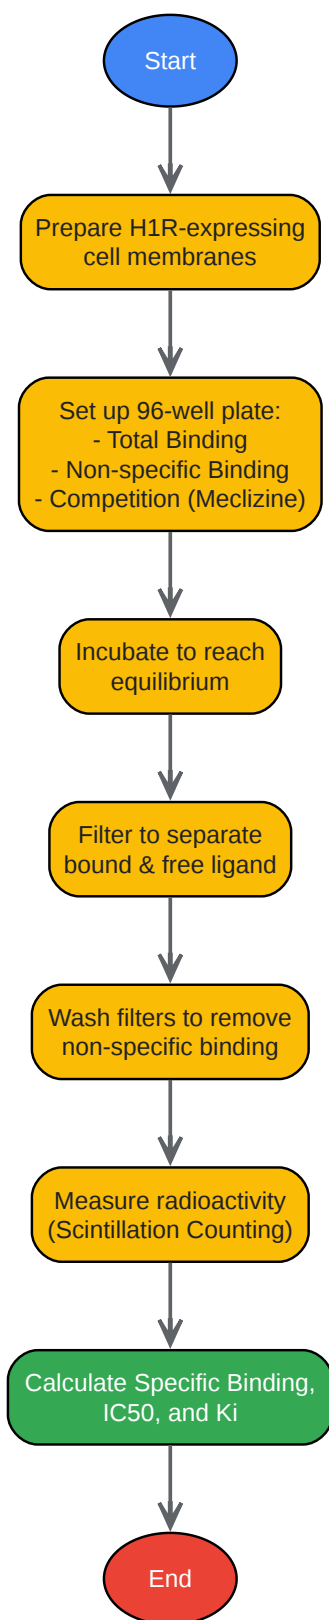 Start
Prepare H1R-expressing
cell membranes
Set up 96-well plate:
- Total Binding
- Non-specific Binding
- Competition (Meclizine)
Incubate to reach
equilibrium
Filter to separate
bound & free ligand
Wash filters to remove
non-specific binding
Measure radioactivity
(Scintillation Counting)
Calculate Specific Binding,
IC50, and Ki
End